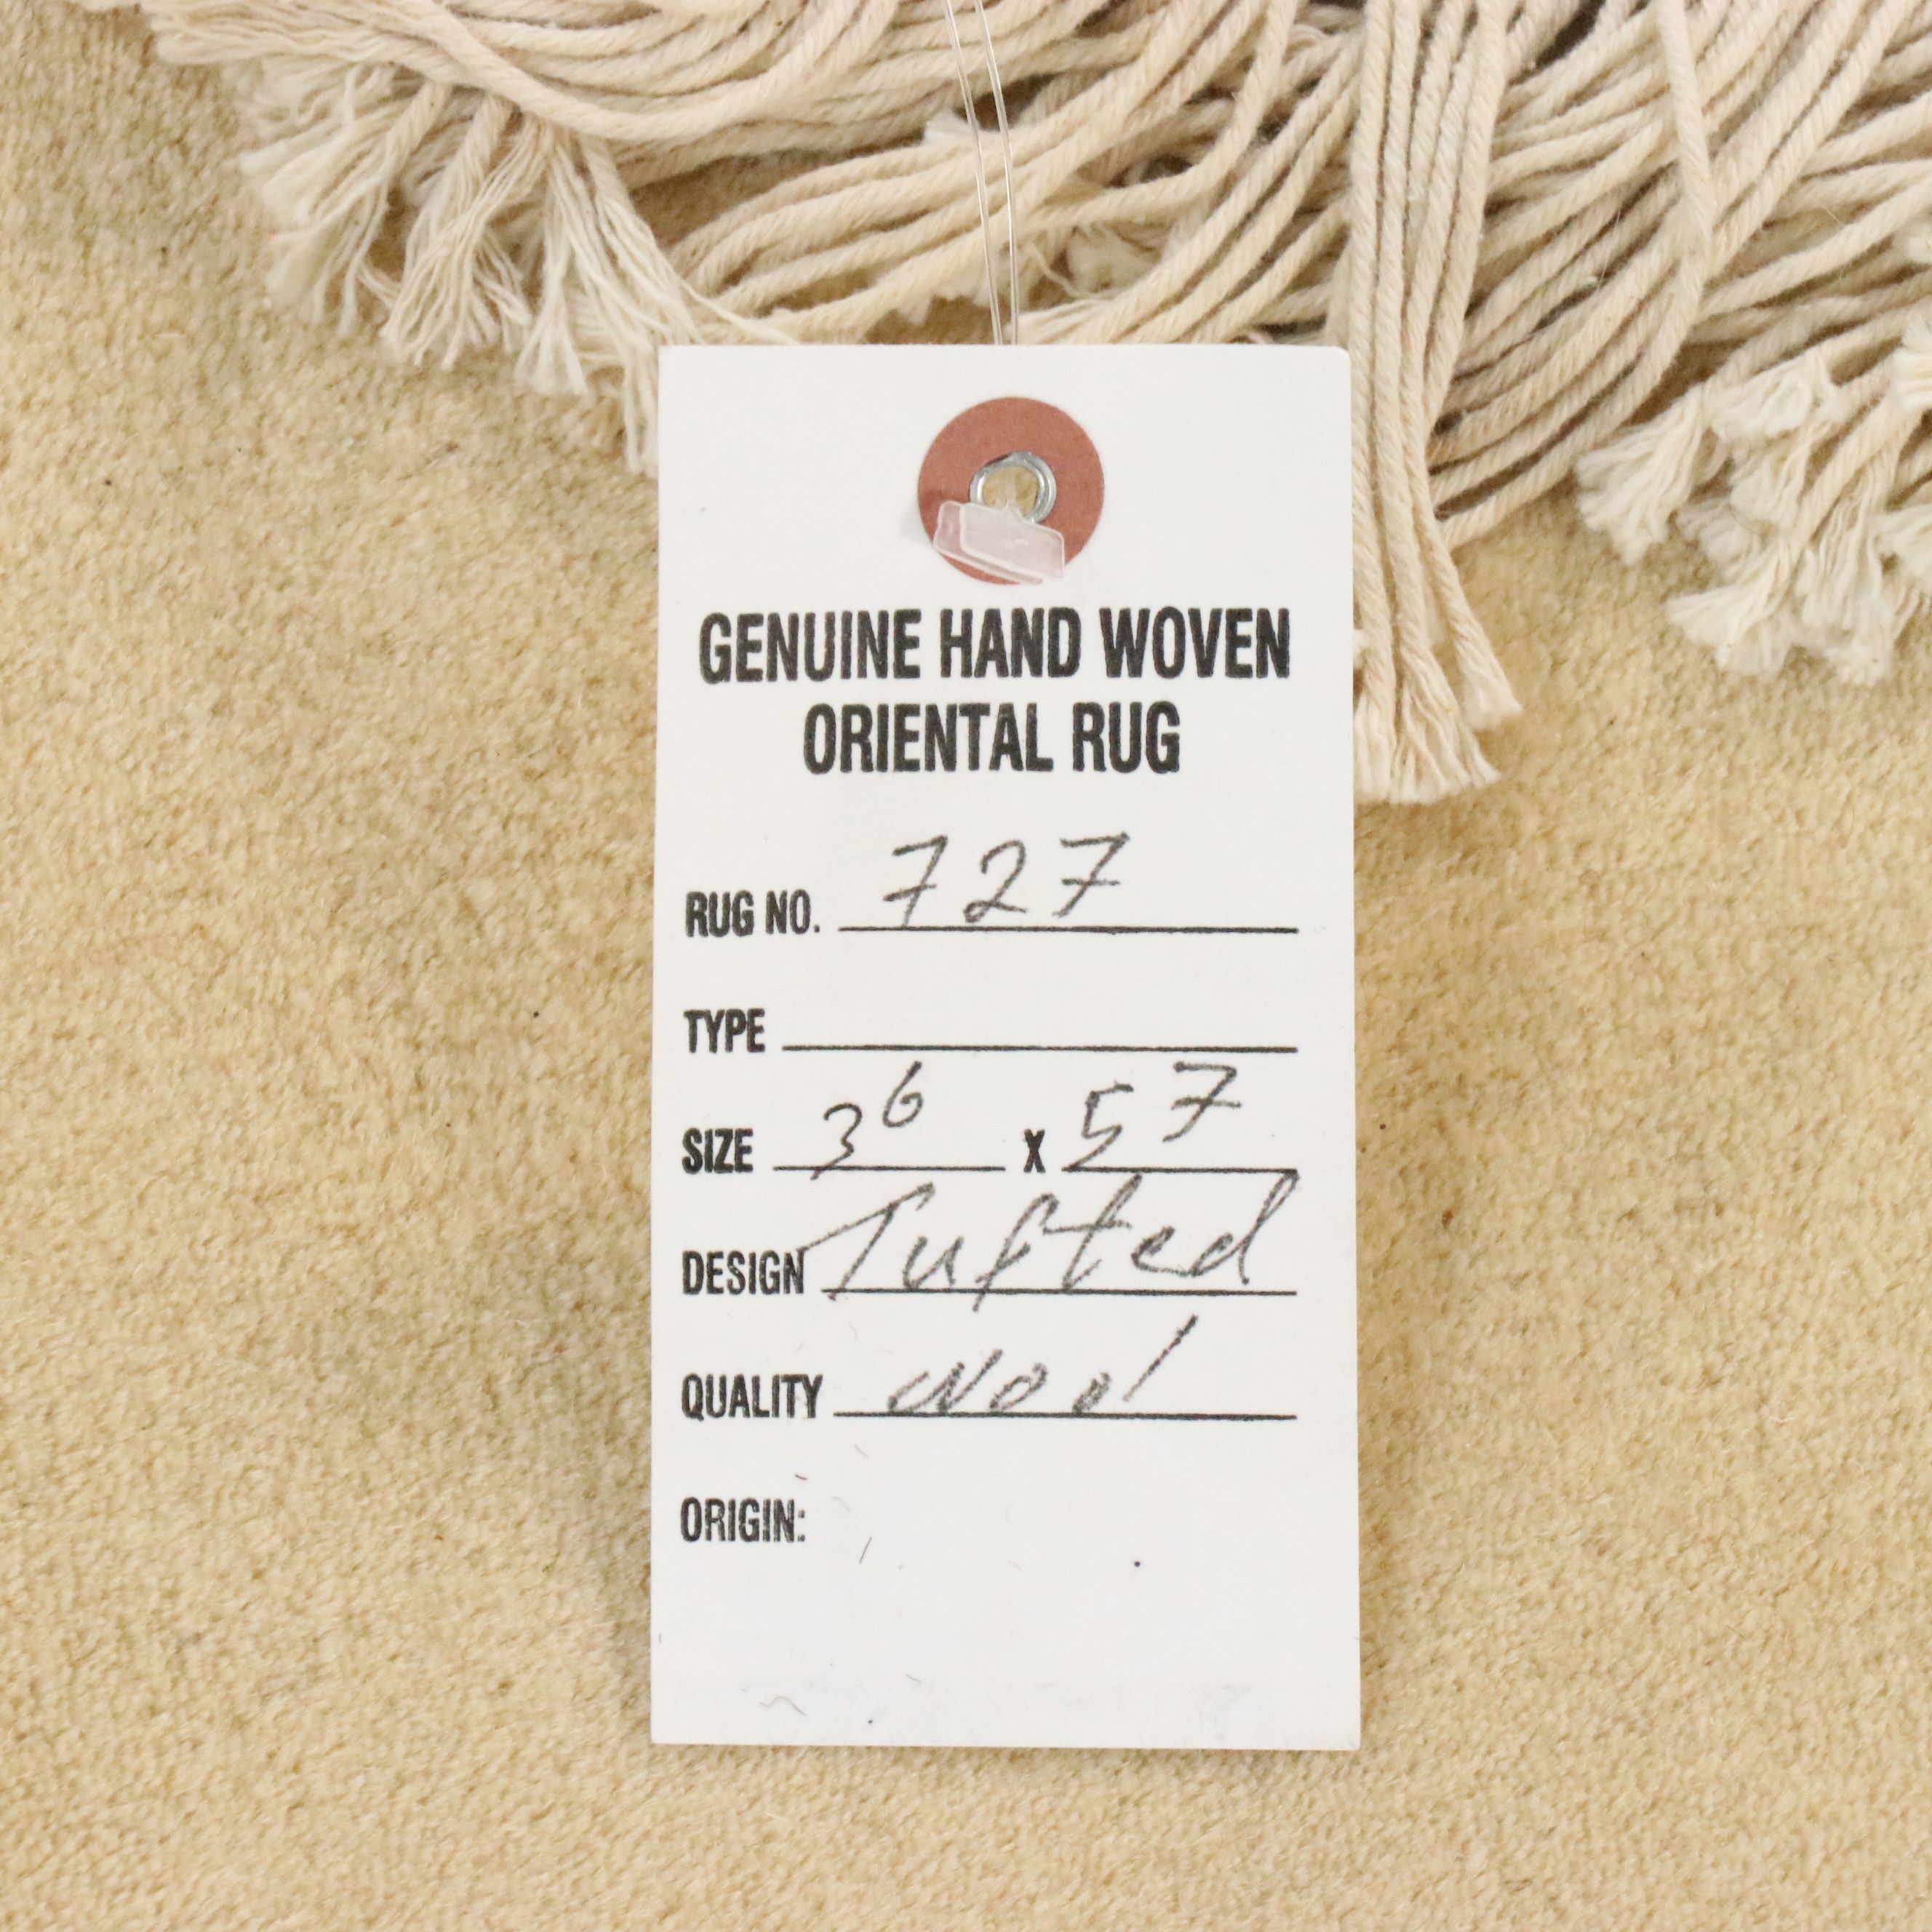 GENUINE HAND WOVEN
ORIENTAL RUG
RUG NO. 727
TYPE
SIZE 3⁶ X 5⁷
DESIGN Tufted
QUALITY wool
ORIGIN: